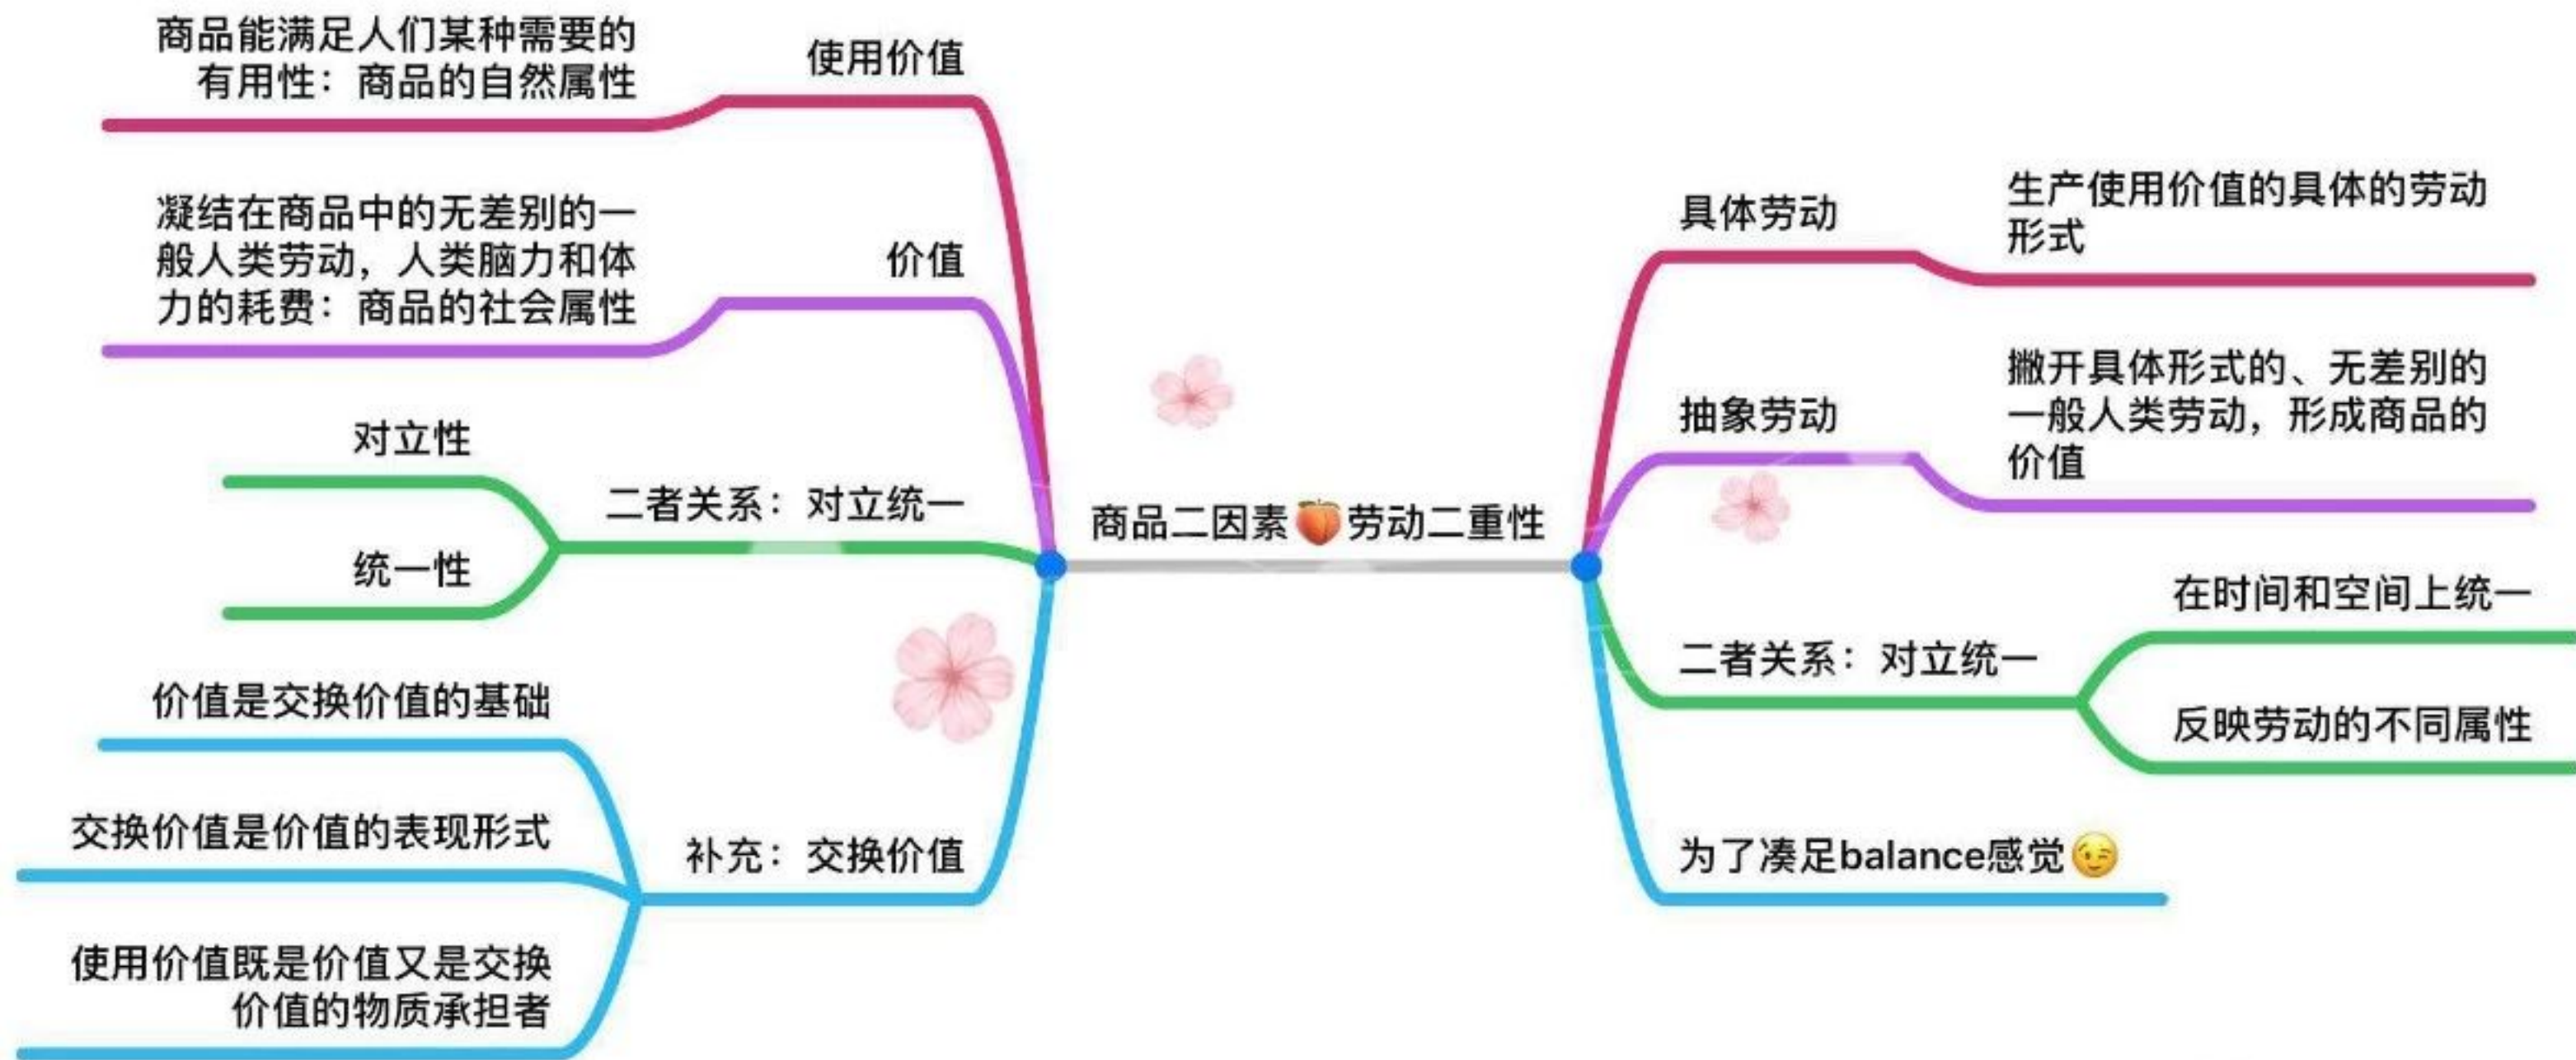 商品能满足人们某种需要的
有用性：商品的自然属性
使用价值
凝结在商品中的无差别的一
般人类劳动，人类脑力和体
力的耗费：商品的社会属性
价值
对立性
统一性
二者关系：对立统一
价值是交换价值的基础
交换价值是价值的表现形式
使用价值既是价值又是交换
价值的物质承担者
补充：交换价值
商品二因素🍑劳动二重性
具体劳动
生产使用价值的具体的劳动
形式
抽象劳动
撇开具体形式的、无差别的
一般人类劳动，形成商品的
价值
二者关系：对立统一
在时间和空间上统一
反映劳动的不同属性
为了凑足balance感觉😉